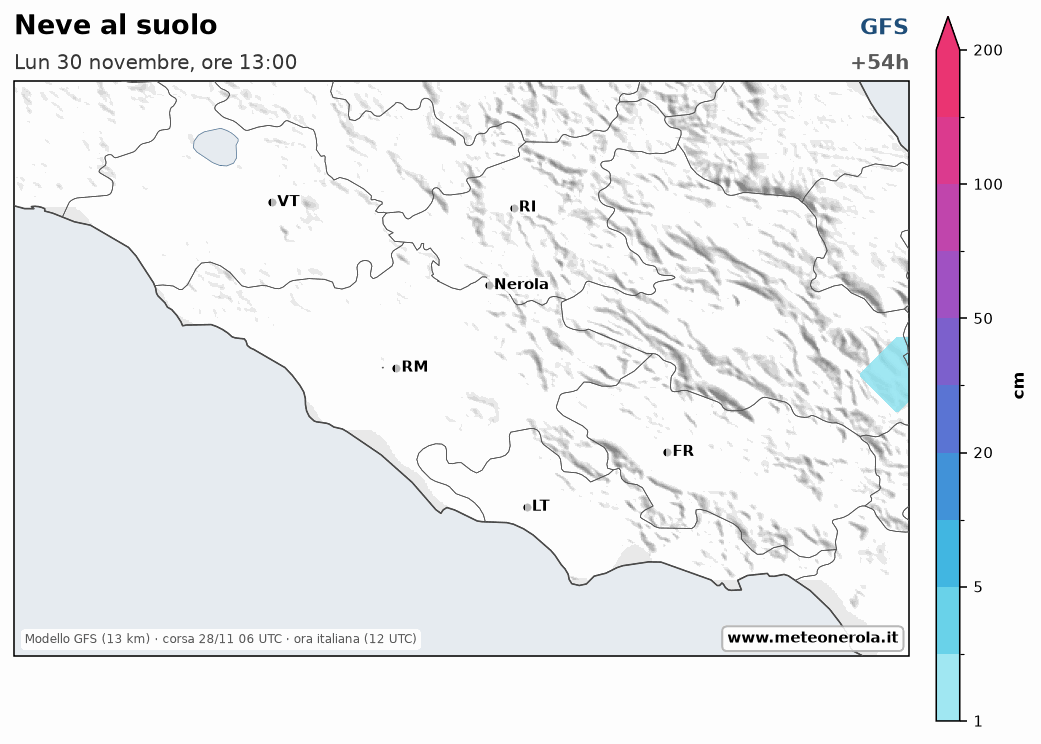 Neve al suolo
GFS
Lun 30 novembre, ore 13:00
+54h
200
100
50
20
5
1
cm
VT
RI
Nerola
RM
FR
LT
Modello GFS (13 km) · corsa 28/11 06 UTC · ora italiana (12 UTC)
www.meteonerola.it